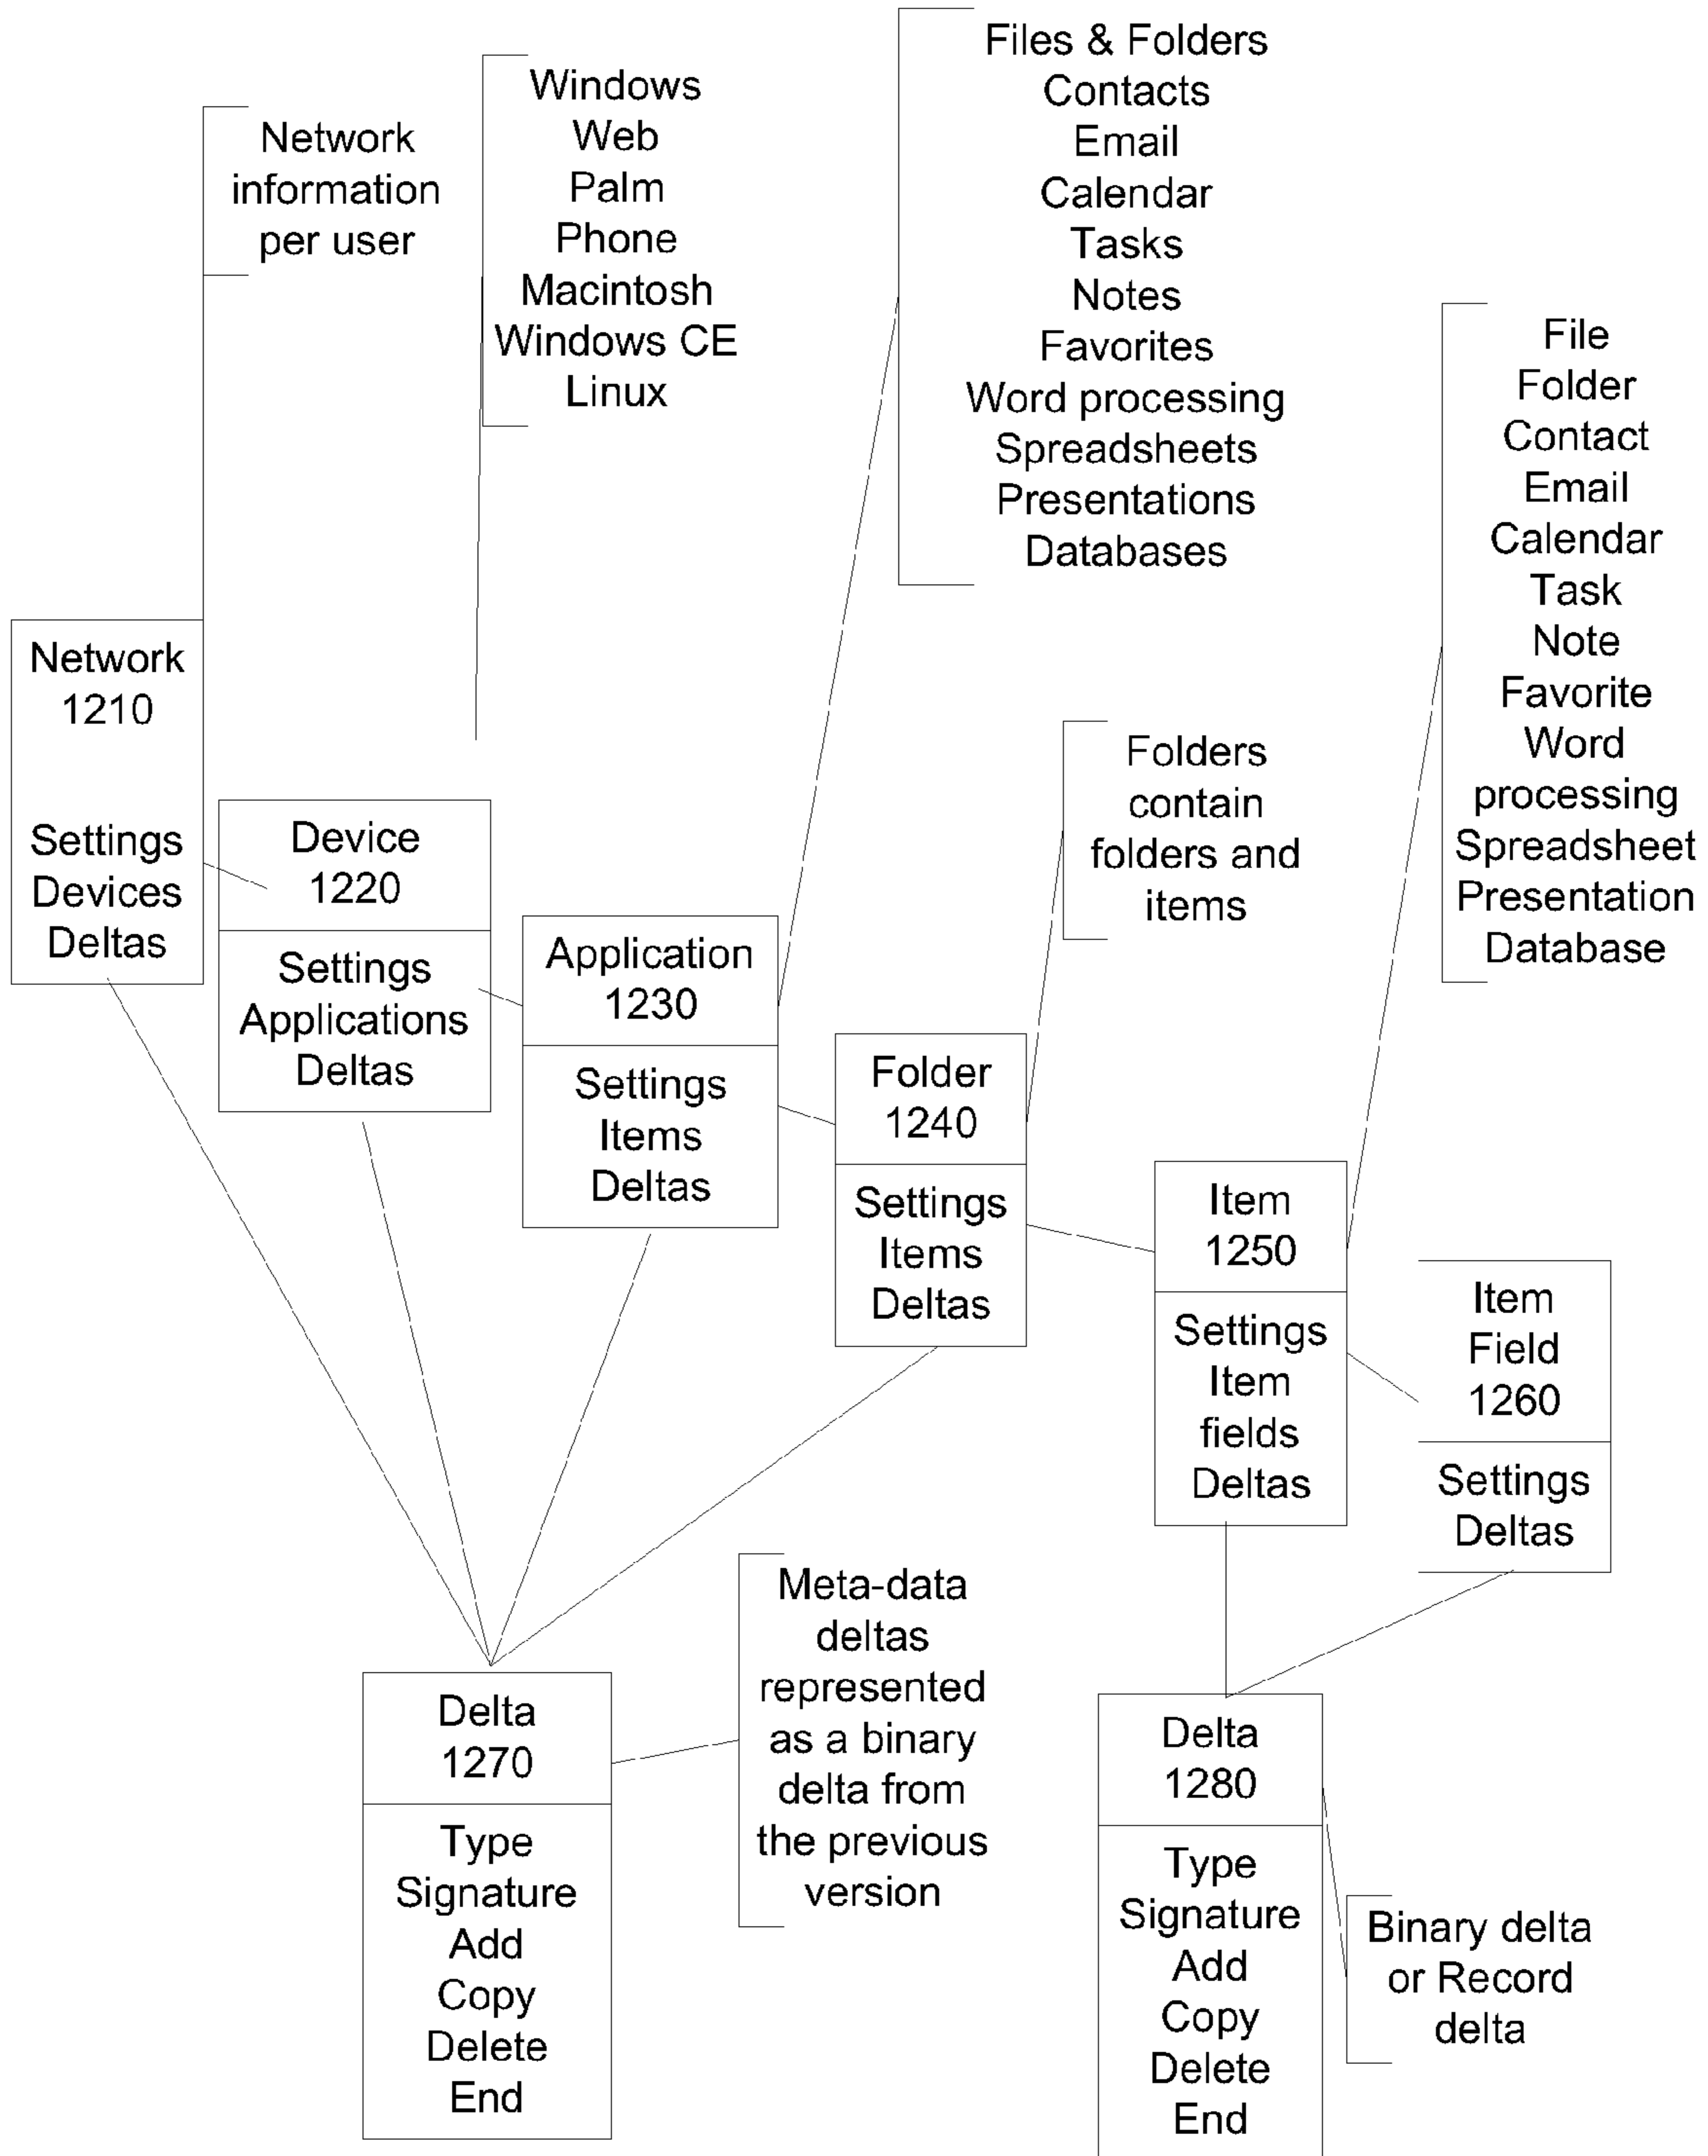 Network
information
per user
Windows
Web
Palm
Phone
Macintosh
Windows CE
Linux
Files & Folders
Contacts
Email
Calendar
Tasks
Notes
Favorites
Word processing
Spreadsheets
Presentations
Databases
File
Folder
Contact
Email
Calendar
Task
Note
Favorite
Word
processing
Spreadsheet
Presentation
Database
Network
1210
Settings
Devices
Deltas
Device
1220
Settings
Applications
Deltas
Application
1230
Settings
Items
Deltas
Folders
contain
folders and
items
Folder
1240
Settings
Items
Deltas
Item
1250
Settings
Item
fields
Deltas
Item
Field
1260
Settings
Deltas
Delta
1270
Type
Signature
Add
Copy
Delete
End
Meta-data
deltas
represented
as a binary
delta from
the previous
version
Delta
1280
Type
Signature
Add
Copy
Delete
End
Binary delta
or Record
delta